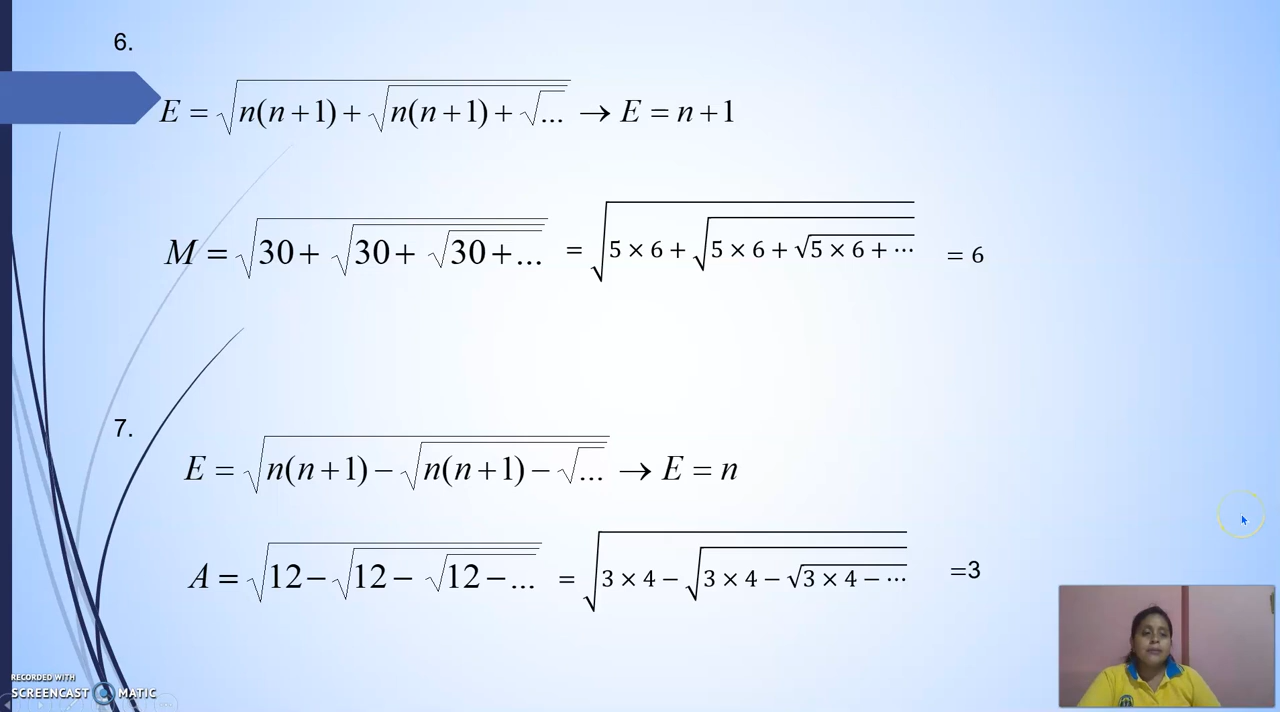 6.
E = √(n(n+1)+√(n(n+1)+√...)) → E = n+1
M = √(30+√(30+√(30+...))) = √(5×6+√(5×6+√(5×6+⋯))) = 6
7.
E = √(n(n+1)−√(n(n+1)−√...)) → E = n
A = √(12−√(12−√(12−...))) = √(3×4−√(3×4−√(3×4−⋯))) =3
RECORDED WITH
SCREENCAST MATIC